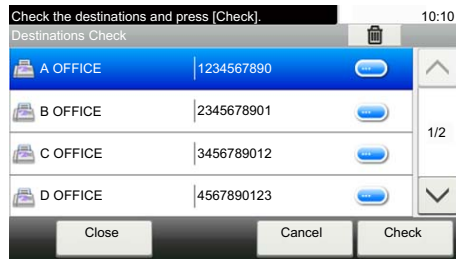 Check the destinations and press [Check]. 10:10
Destinations Check
A OFFICE 1234567890
B OFFICE 2345678901
1/2
C OFFICE 3456789012
D OFFICE 4567890123
Close Cancel Check